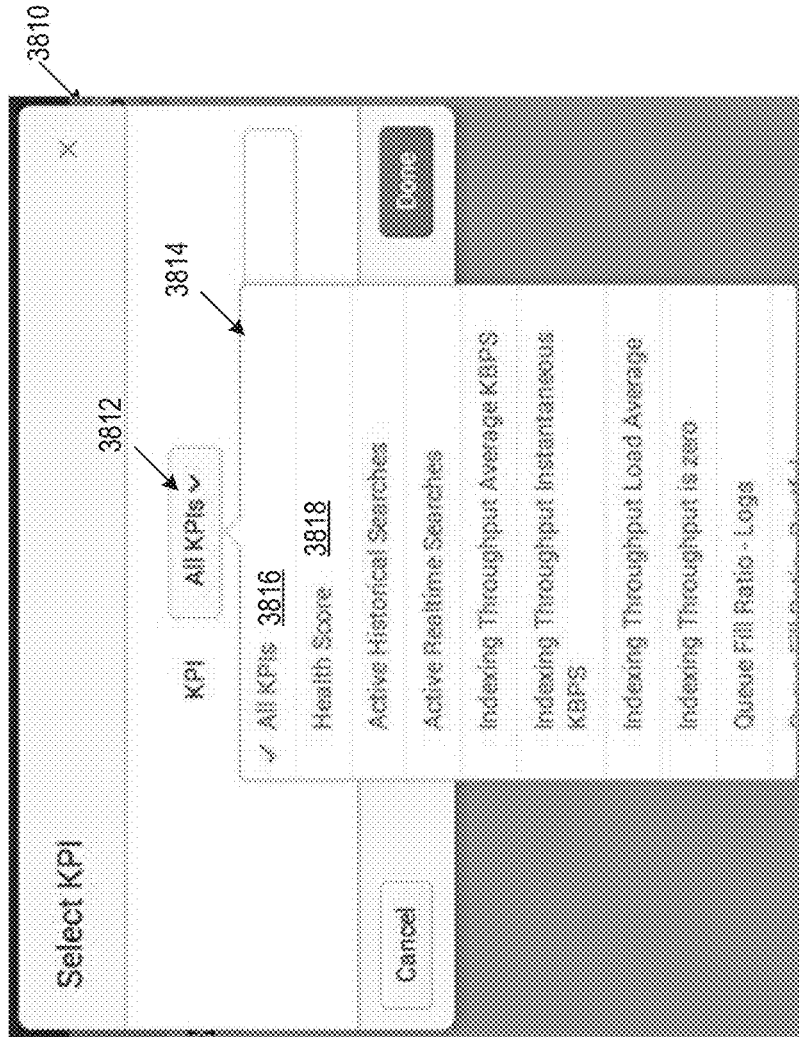 3810
Select KPI
×
3812
KPI
All KPIs
3814
✓ All KPIs 3816
Health Score 3818
Active Historical Searches
Active Realtime Searches
Indexing Throughput Average KBPS
Indexing Throughput Instantaneous
KBPS
Indexing Throughput Load Average
Indexing Throughput is zero
Queue Fill Ratio - Logs
Cancel
Done